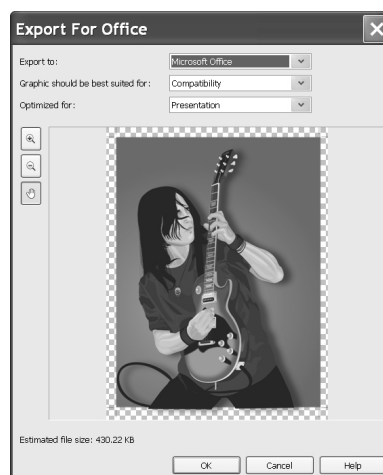 Export For Office
Export to: Microsoft Office
Graphic should be best suited for: Compatibility
Optimized for: Presentation
Estimated file size: 430.22 KB
OK Cancel Help